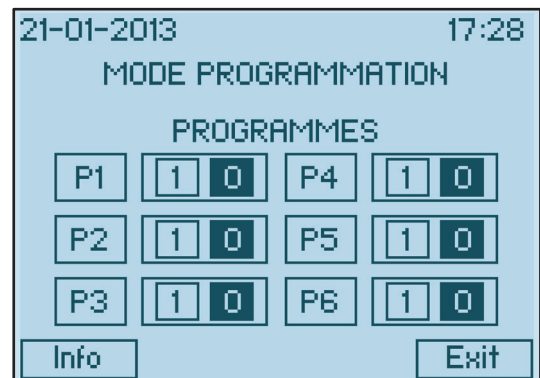 21-01-2013 17:28
MODE PROGRAMMATION
PROGRAMMES
P1 1 0 P4 1 0
P2 1 0 P5 1 0
P3 1 0 P6 1 0
Info Exit